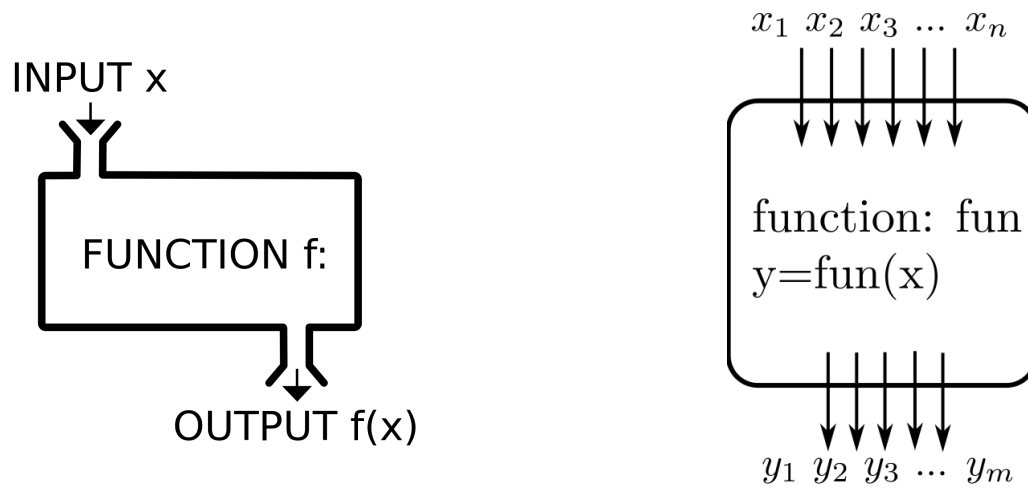 INPUT x
FUNCTION f:
OUTPUT f(x)
x₁ x₂ x₃ ... xₙ
function: fun
y=fun(x)
y₁ y₂ y₃ ... yₘ